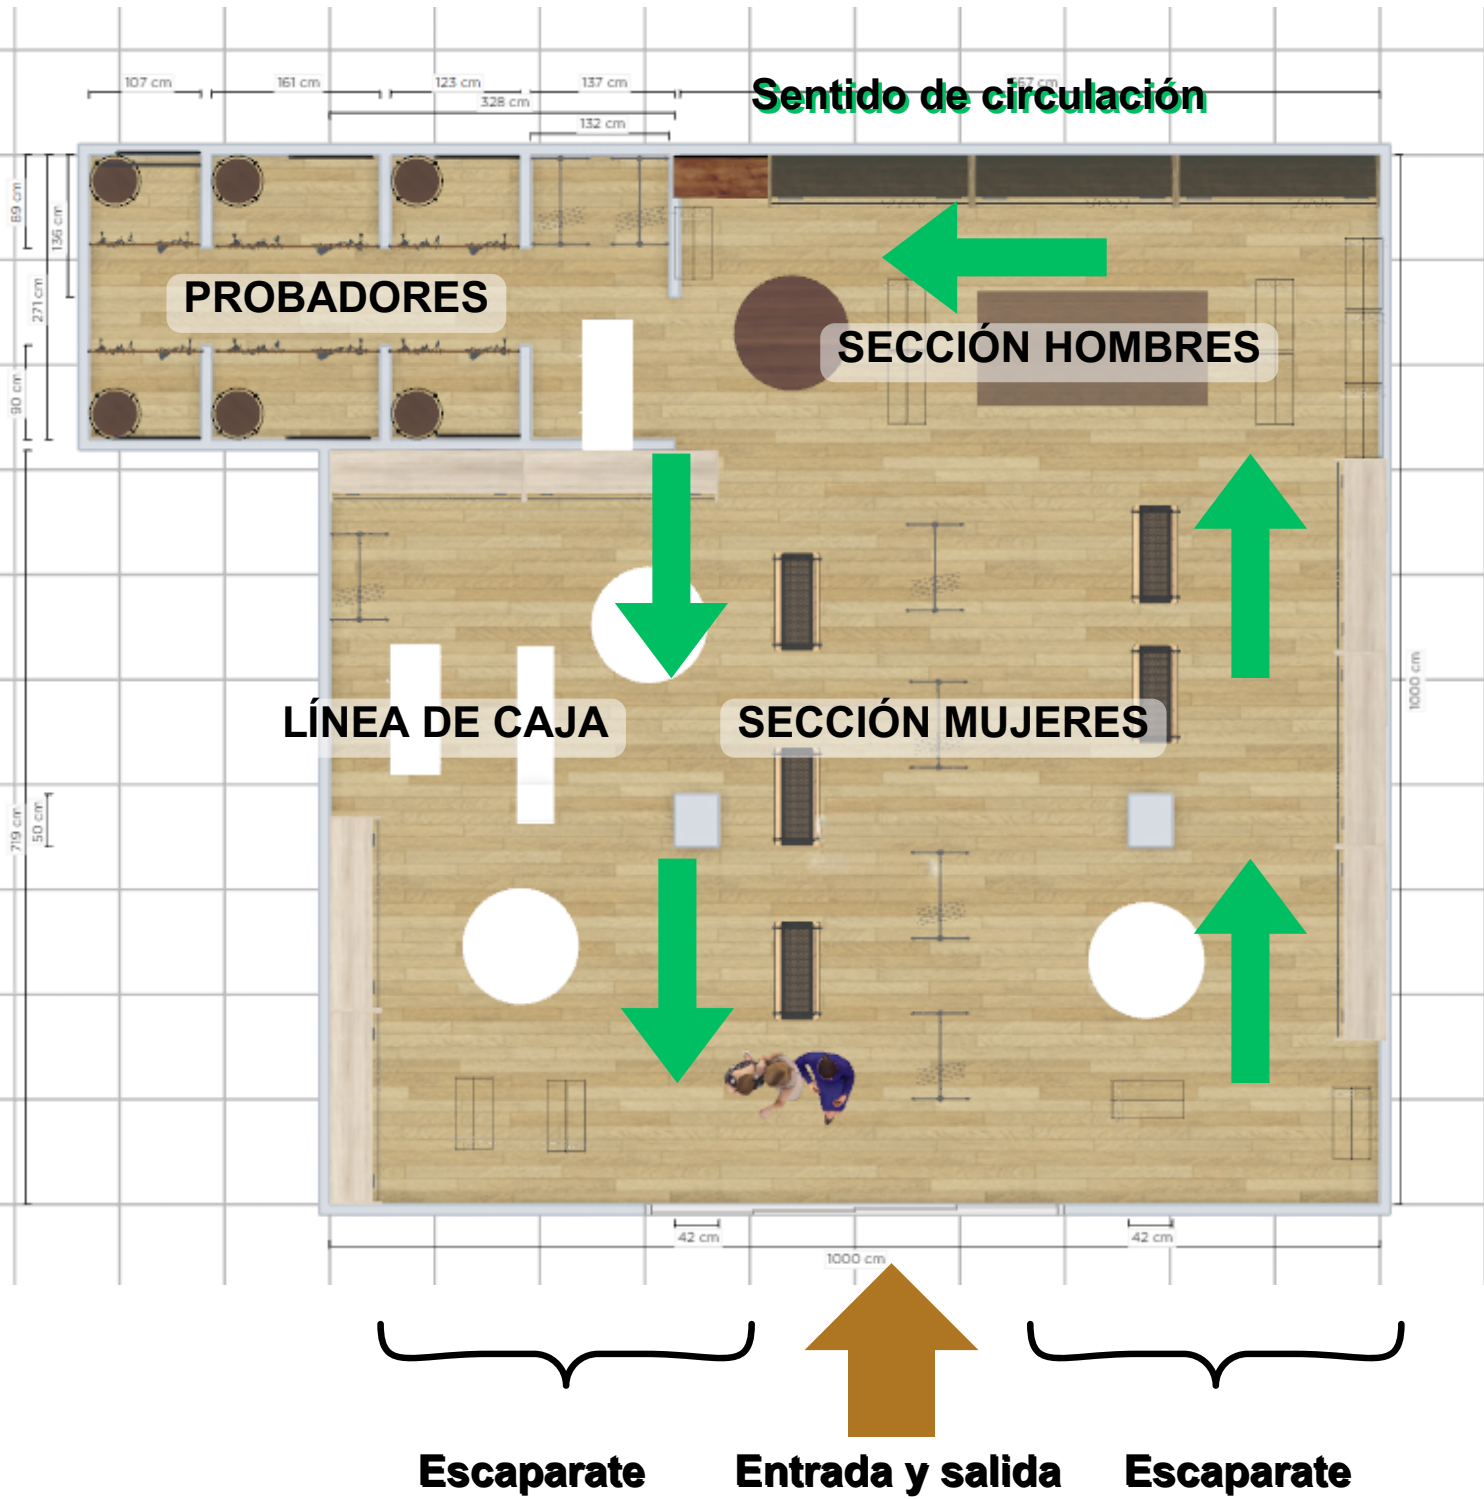 107 cm
161 cm
123 cm
137 cm
328 cm
132 cm
Sentido de circulación
89 cm
136 cm
271 cm
90 cm
PROBADORES
SECCIÓN HOMBRES
LÍNEA DE CAJA
SECCIÓN MUJERES
1000 cm
719 cm
50 cm
42 cm
42 cm
1000 cm
Escaparate
Entrada y salida
Escaparate